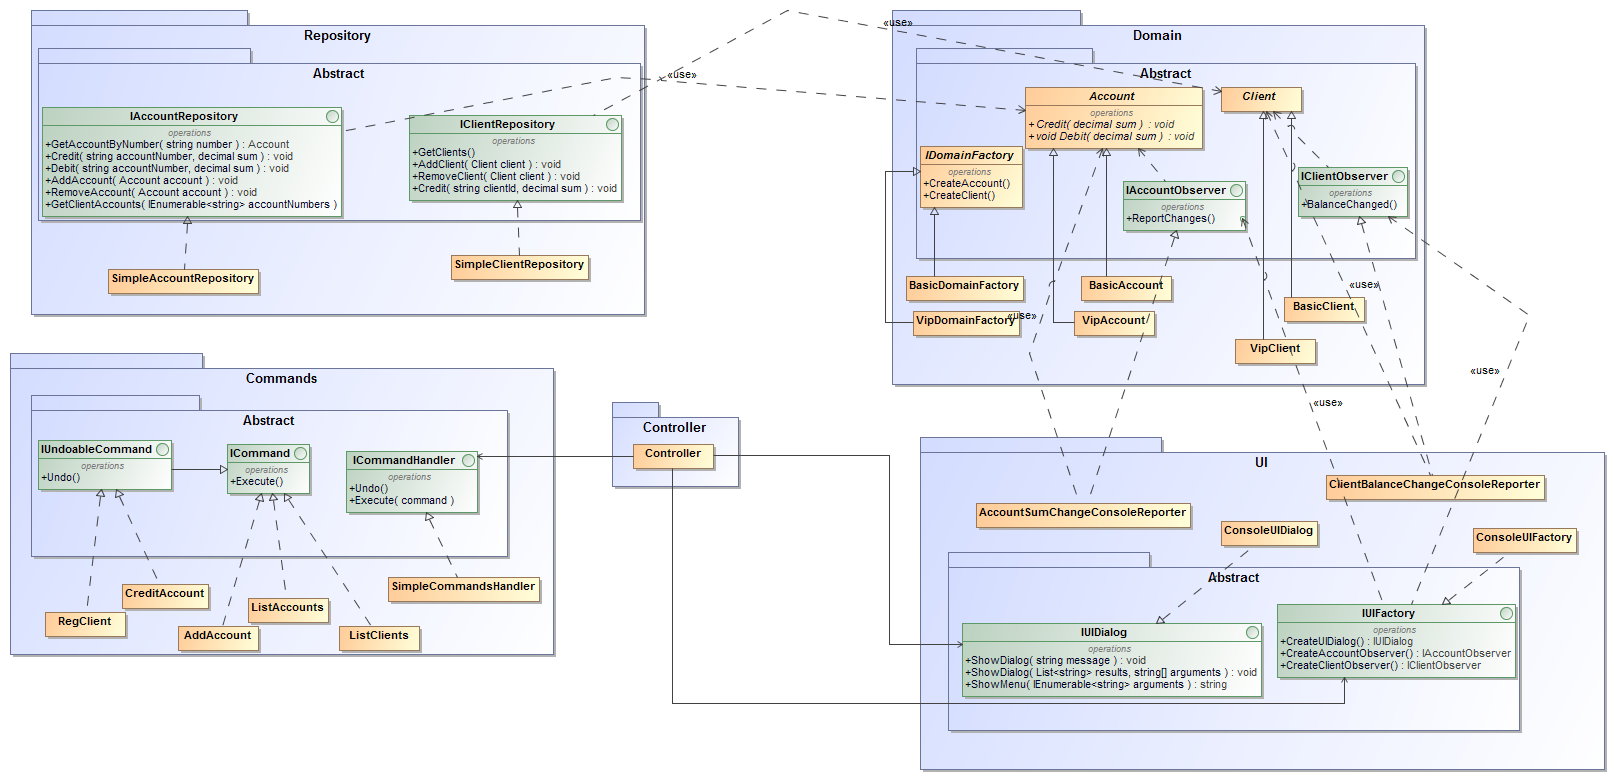 Repository
Abstract
IAccountRepository
operations
+GetAccountByNumber( string number ) : Account
+Credit( string accountNumber, decimal sum ) : void
+Debit( string accountNumber, decimal sum ) : void
+AddAccount( Account account ) : void
+RemoveAccount( Account account ) : void
+GetClientAccounts( IEnumerable<string> accountNumbers )
IClientRepository
operations
+GetClients()
+AddClient( Client client ) : void
+RemoveClient( Client client ) : void
+Credit( string clientId, decimal sum ) : void
SimpleAccountRepository
SimpleClientRepository
«use»
«use»
Domain
Abstract
Account
operations
+Credit( decimal sum ) : void
+void Debit( decimal sum ) : void
Client
IDomainFactory
operations
+CreateAccount()
+CreateClient()
IAccountObserver
operations
+ReportChanges()
IClientObserver
operations
+BalanceChanged()
BasicDomainFactory
VipDomainFactory
BasicAccount
VipAccount
BasicClient
VipClient
«use»
«use»
«use»
«use»
Commands
Abstract
IUndoableCommand
operations
+Undo()
ICommand
operations
+Execute()
ICommandHandler
operations
+Undo()
+Execute( command )
RegClient
CreditAccount
AddAccount
ListAccounts
ListClients
SimpleCommandsHandler
Controller
Controller
UI
ClientBalanceChangeConsoleReporter
AccountSumChangeConsoleReporter
ConsoleUIDialog
ConsoleUIFactory
Abstract
IUIDialog
operations
+ShowDialog( string message ) : void
+ShowDialog( List<string> results, string[] arguments ) : void
+ShowMenu( IEnumerable<string> arguments ) : string
IUIFactory
operations
+CreateUIDialog() : IUIDialog
+CreateAccountObserver() : IAccountObserver
+CreateClientObserver() : IClientObserver